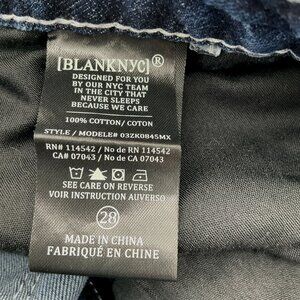 [BLANKNYC]®
DESIGNED FOR YOU
BY OUR NYC TEAM
IN THE CITY THAT
NEVER SLEEPS
BECAUSE WE CARE
100% COTTON/ COTON
STYLE / MODELE# 03ZK0845MX
RN# 114542 / No de RN 114542
CA# 07043 / No de CA 07043
SEE CARE ON REVERSE
VOIR INSTRUCTION AUVERSO
28
MADE IN CHINA
FABRIQUÉ EN CHINE